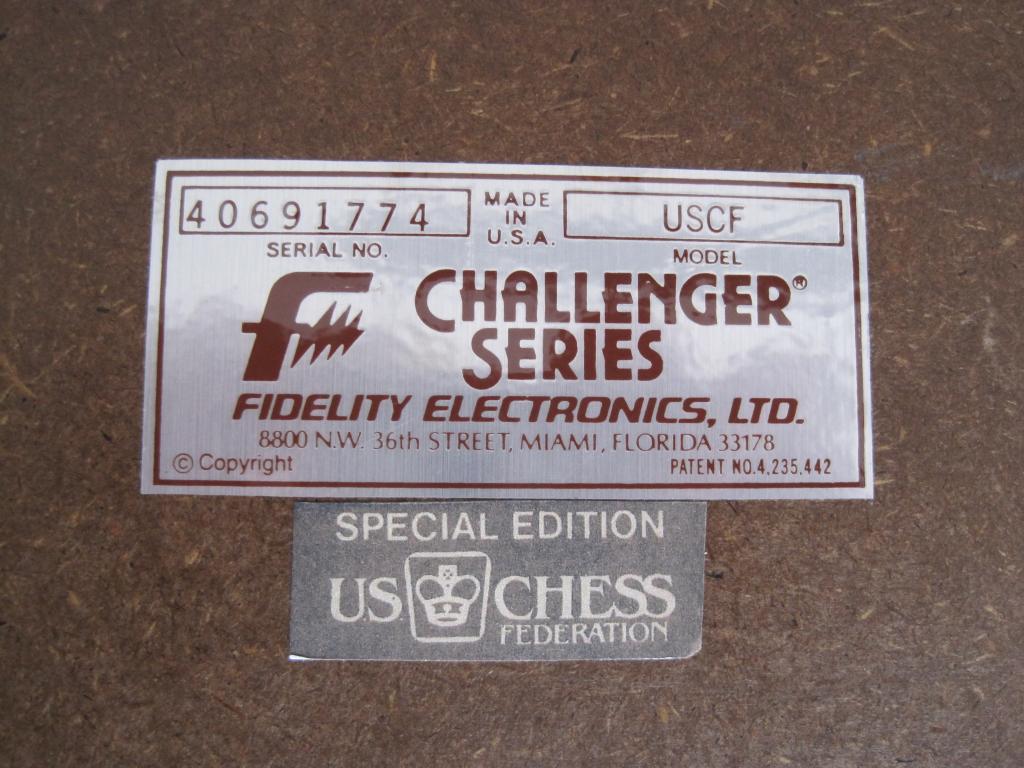 40691774
SERIAL NO.
MADE
IN
U.S.A.
USCF
MODEL
CHALLENGER®
SERIES
FIDELITY ELECTRONICS, LTD.
8800 N.W. 36th STREET, MIAMI, FLORIDA 33178
© Copyright
PATENT NO.4,235,442
SPECIAL EDITION
US CHESS
FEDERATION